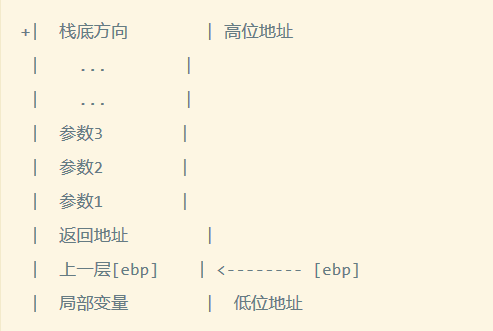 +| 栈底方向 | 高位地址
| ... |
| ... |
| 参数3 |
| 参数2 |
| 参数1 |
| 返回地址 |
| 上一层[ebp] | <-------- [ebp]
| 局部变量 | 低位地址